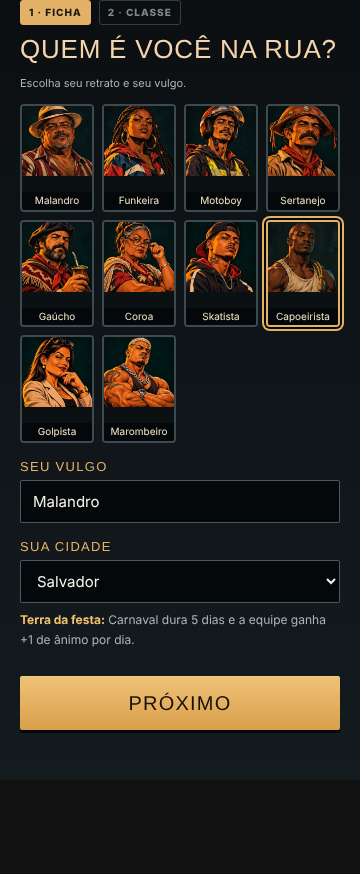 1 · FICHA
2 · CLASSE
QUEM É VOCÊ NA RUA?
Escolha seu retrato e seu vulgo.
Malandro
Funkeira
Motoboy
Sertanejo
Gaúcho
Coroa
Skatista
Capoeirista
Golpista
Marombeiro
SEU VULGO
Malandro
SUA CIDADE
Salvador
Terra da festa: Carnaval dura 5 dias e a equipe ganha
+1 de ânimo por dia.
PRÓXIMO